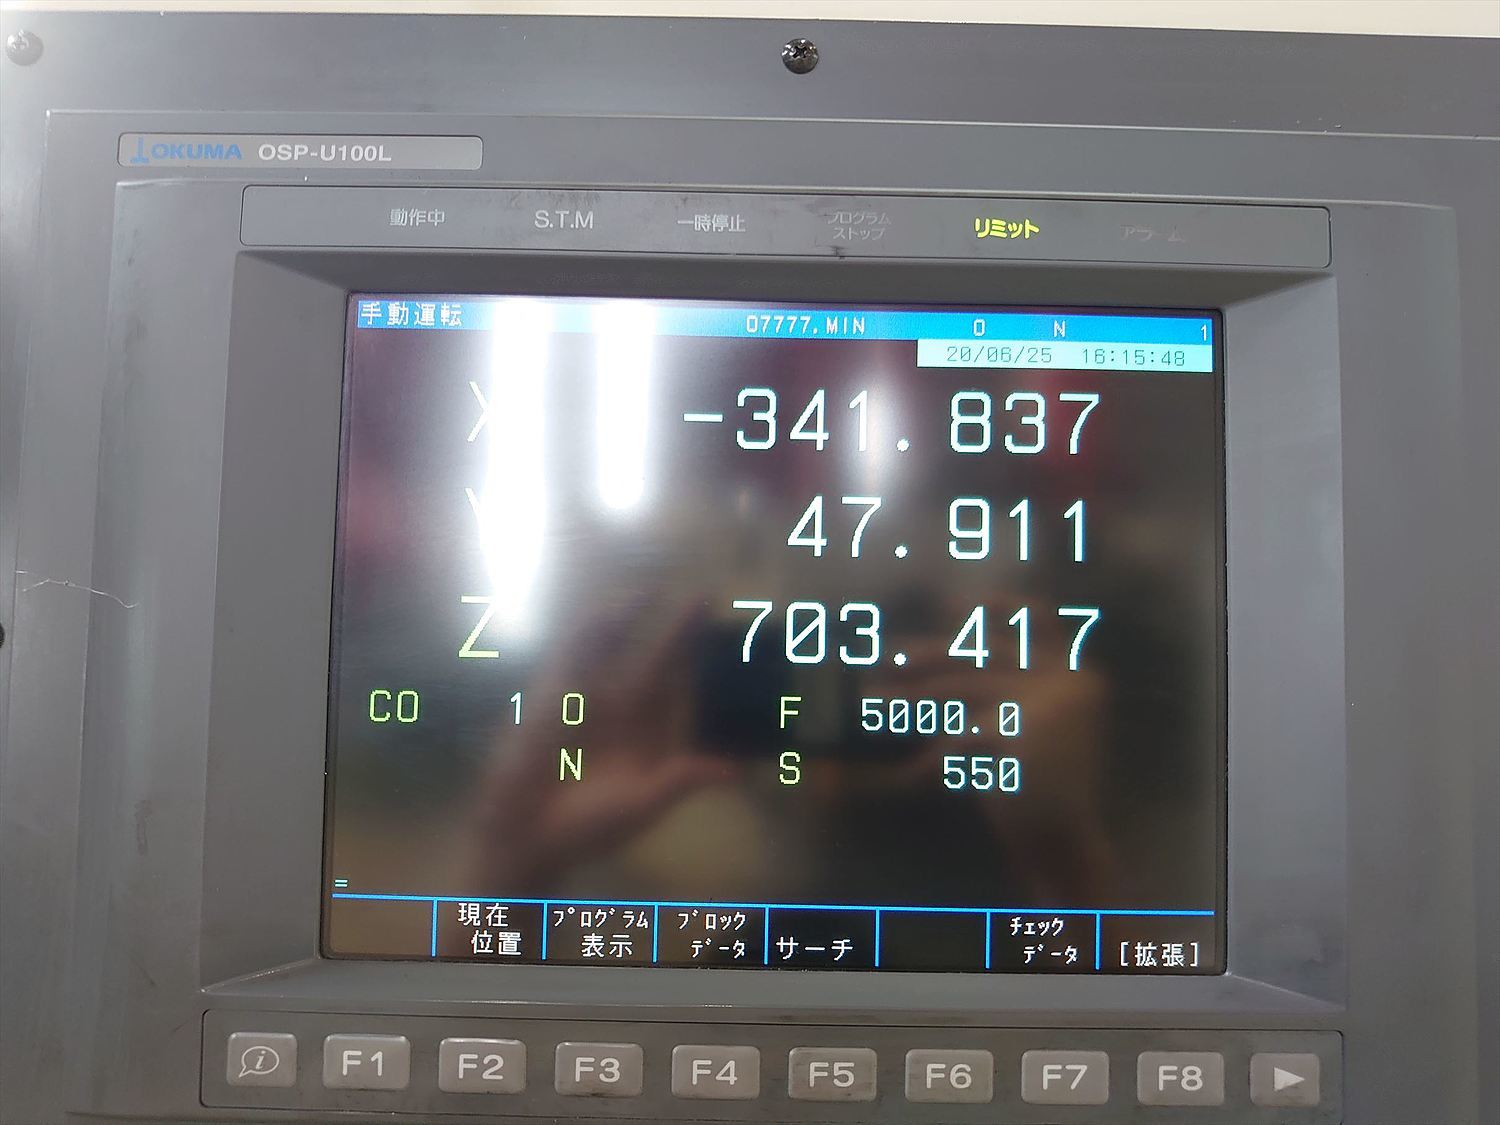 OKUMA OSP-U100L
動作中 S.T.M 一時停止 プログラム ストップ リミット アラーム
手動運転 O7777.MIN O N 1
20/06/25 16:15:48
X -341.837
Y 47.911
Z 703.417
CO 1 O F 5000.0
N S 550
=
現在位置 プログラム表示 ブロックデータ サーチ チェックデータ [拡張]
i F1 F2 F3 F4 F5 F6 F7 F8